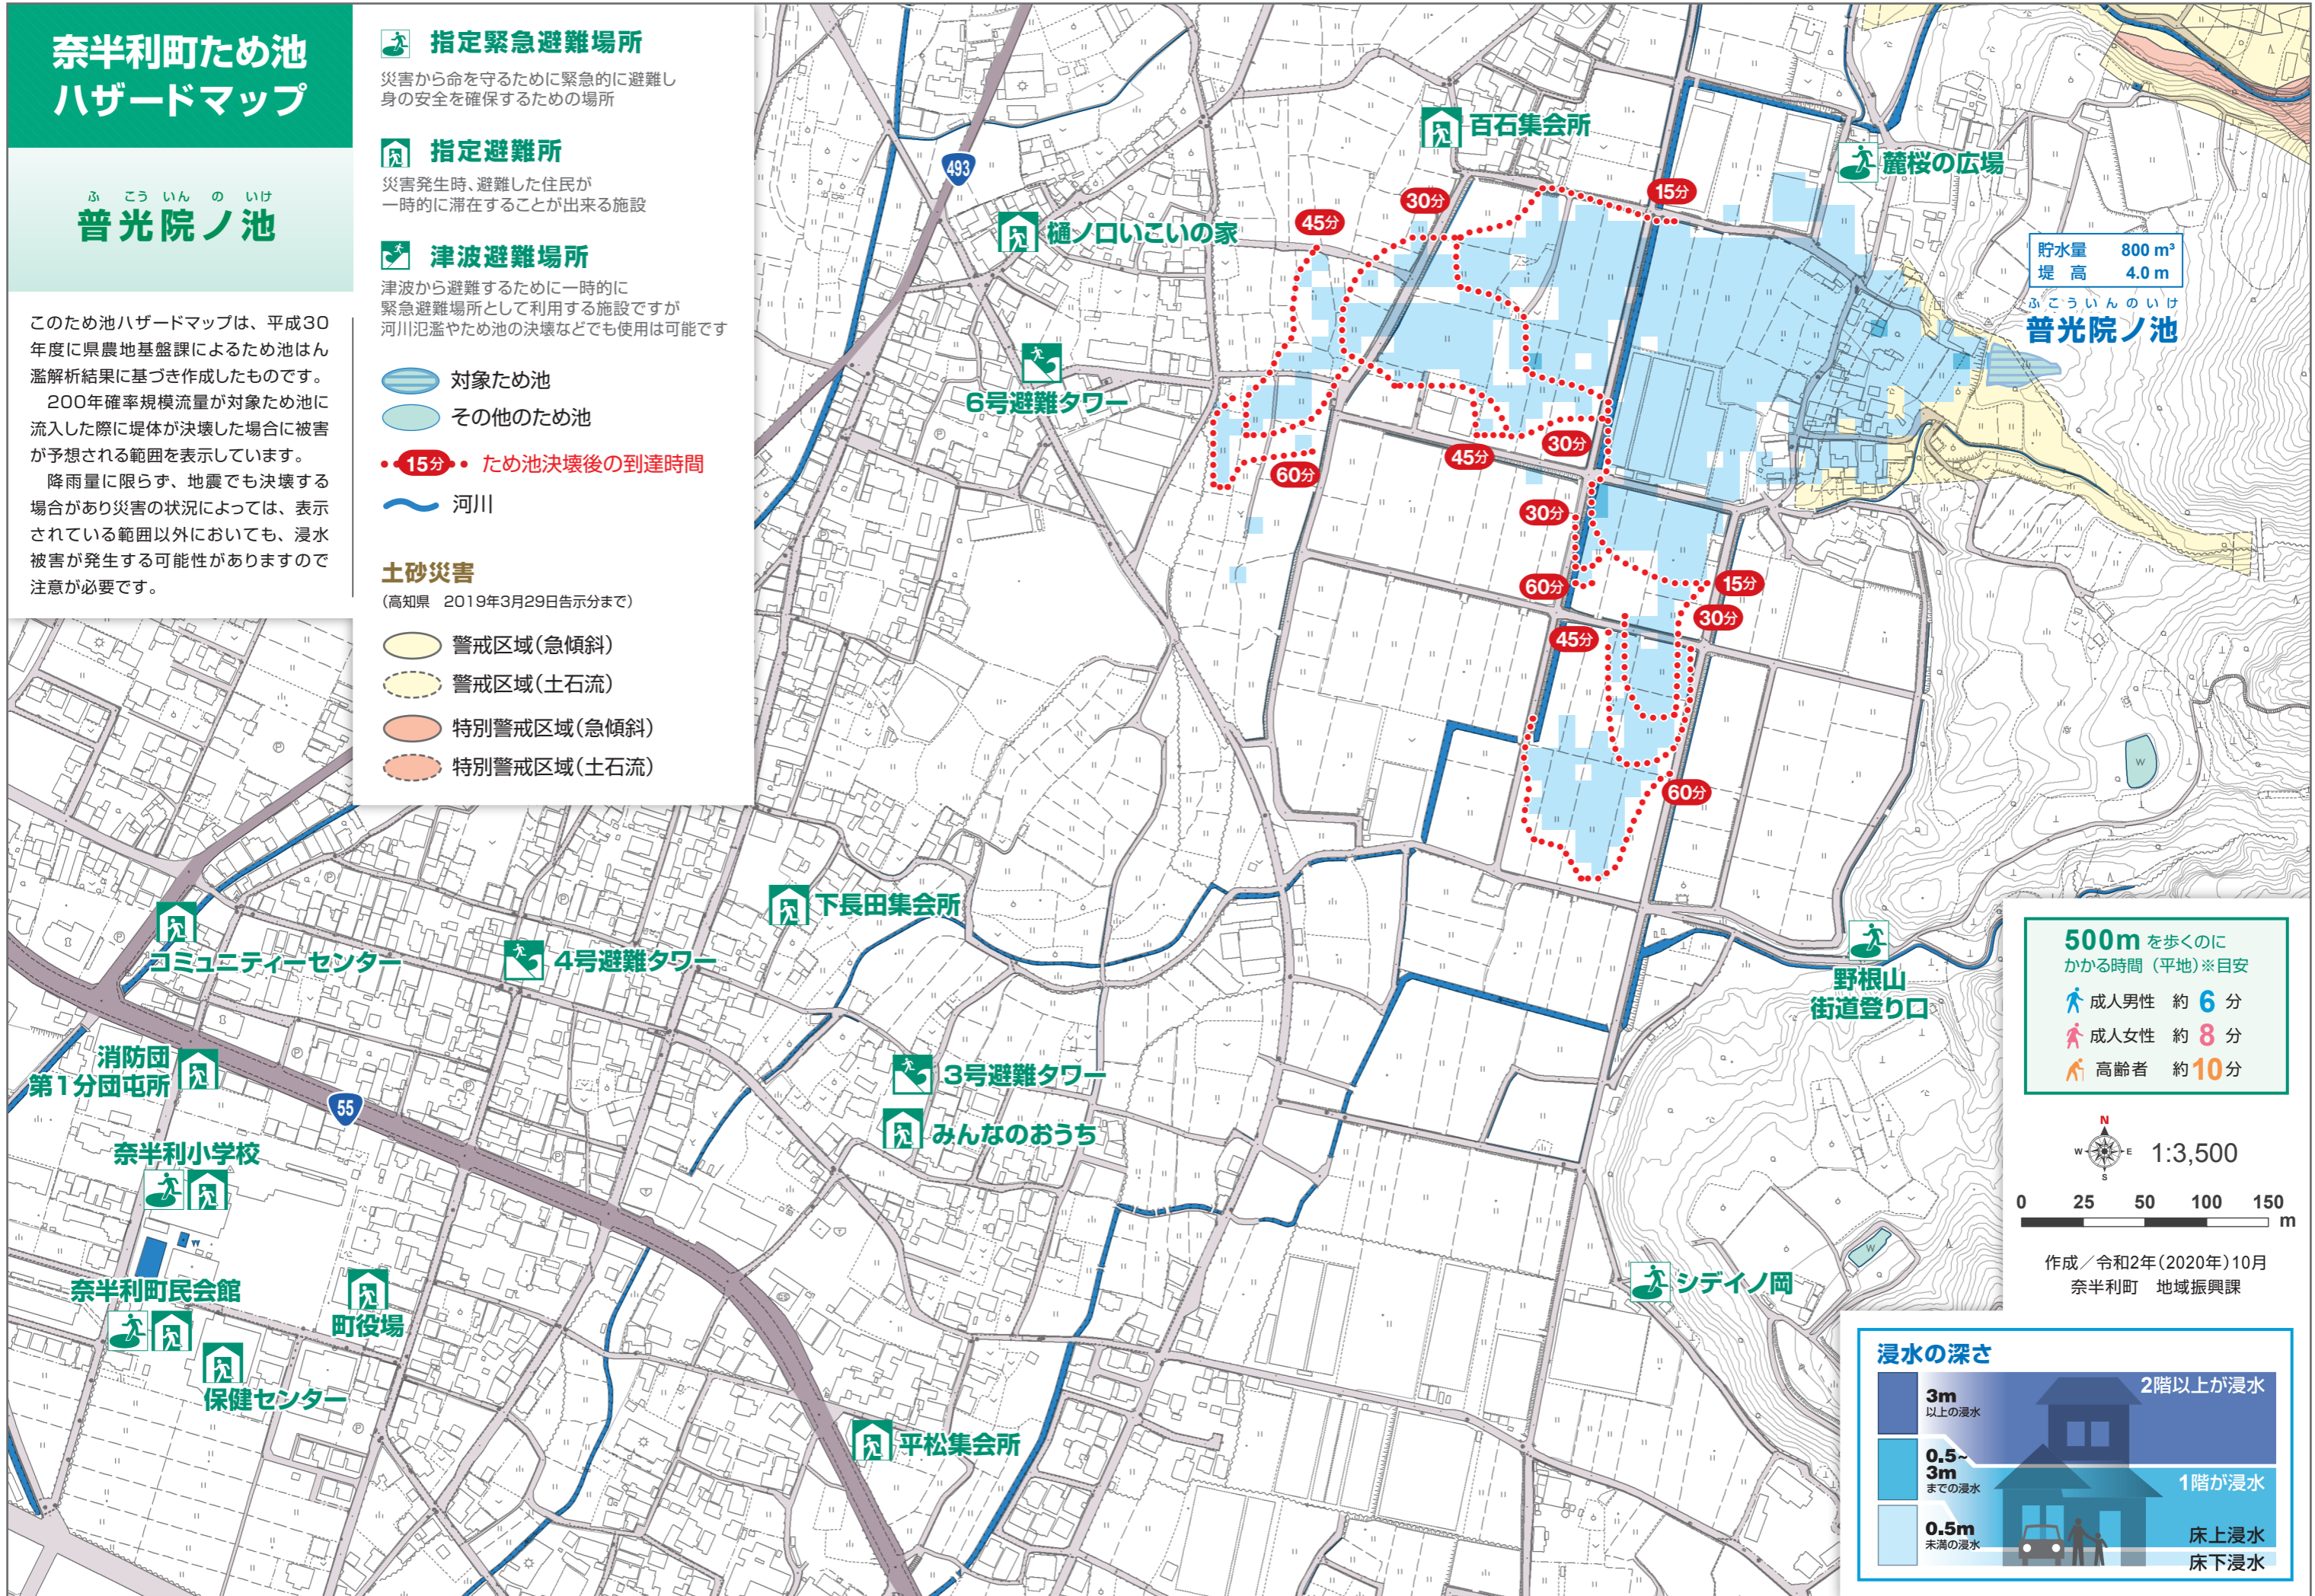 奈半利町ため池
ハザードマップ
ふ こう いん の いけ
普光院ノ池
このため池ハザードマップは、平成30
年度に県農地基盤課によるため池はん
濫解析結果に基づき作成したものです。
200年確率規模流量が対象ため池に
流入した際に堤体が決壊した場合に被害
が予想される範囲を表示しています。
降雨量に限らず、地震でも決壊する
場合があり災害の状況によっては、表示
されている範囲以外においても、浸水
被害が発生する可能性がありますので
注意が必要です。
指定緊急避難場所
災害から命を守るために緊急的に避難し
身の安全を確保するための場所
指定避難所
災害発生時、避難した住民が
一時的に滞在することが出来る施設
津波避難場所
津波から避難するために一時的に
緊急避難場所として利用する施設ですが
河川氾濫やため池の決壊などでも使用は可能です
対象ため池
その他のため池
15分 ため池決壊後の到達時間
河川
土砂災害
(高知県 2019年3月29日告示分まで)
警戒区域(急傾斜)
警戒区域(土石流)
特別警戒区域(急傾斜)
特別警戒区域(土石流)
493
百石集会所
麓桜の広場
15分
30分
45分
樋ノ口いこいの家
貯水量 800 m³
堤 高 4.0 m
ふこういんのいけ
普光院ノ池
6号避難タワー
30分
45分
60分
30分
60分
15分
30分
45分
60分
下長田集会所
コミュニティーセンター
4号避難タワー
野根山
街道登り口
消防団
第1分団屯所
55
3号避難タワー
みんなのおうち
奈半利小学校
奈半利町民会館
町役場
保健センター
シデイノ岡
平松集会所
500m を歩くのに
かかる時間(平地)※目安
成人男性 約 6 分
成人女性 約 8 分
高齢者 約 10 分
N
W E
S
1:3,500
0 25 50 100 150
m
作成/令和2年(2020年)10月
奈半利町 地域振興課
浸水の深さ
3m
以上の浸水
2階以上が浸水
0.5~
3m
までの浸水
1階が浸水
0.5m
未満の浸水
床上浸水
床下浸水